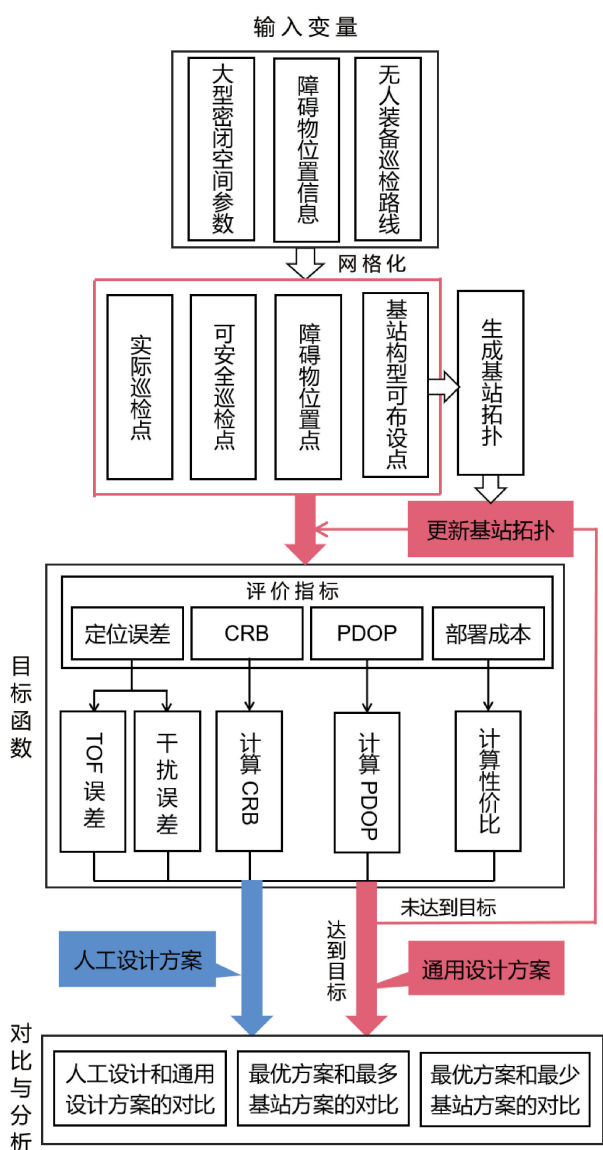 输入变量
大型密闭空间参数
障碍物位置信息
无人装备巡检路线
网格化
实际巡检点
可安全巡检点
障碍物位置点
基站构型可布设点
生成基站拓扑
更新基站拓扑
目标函数
评价指标
定位误差
CRB
PDOP
部署成本
TOF误差
干扰误差
计算CRB
计算PDOP
计算性价比
未达到目标
达到目标
人工设计方案
通用设计方案
对比与分析
人工设计和通用
设计方案的对比
最优方案和最多
基站方案的对比
最优方案和最少
基站方案的对比